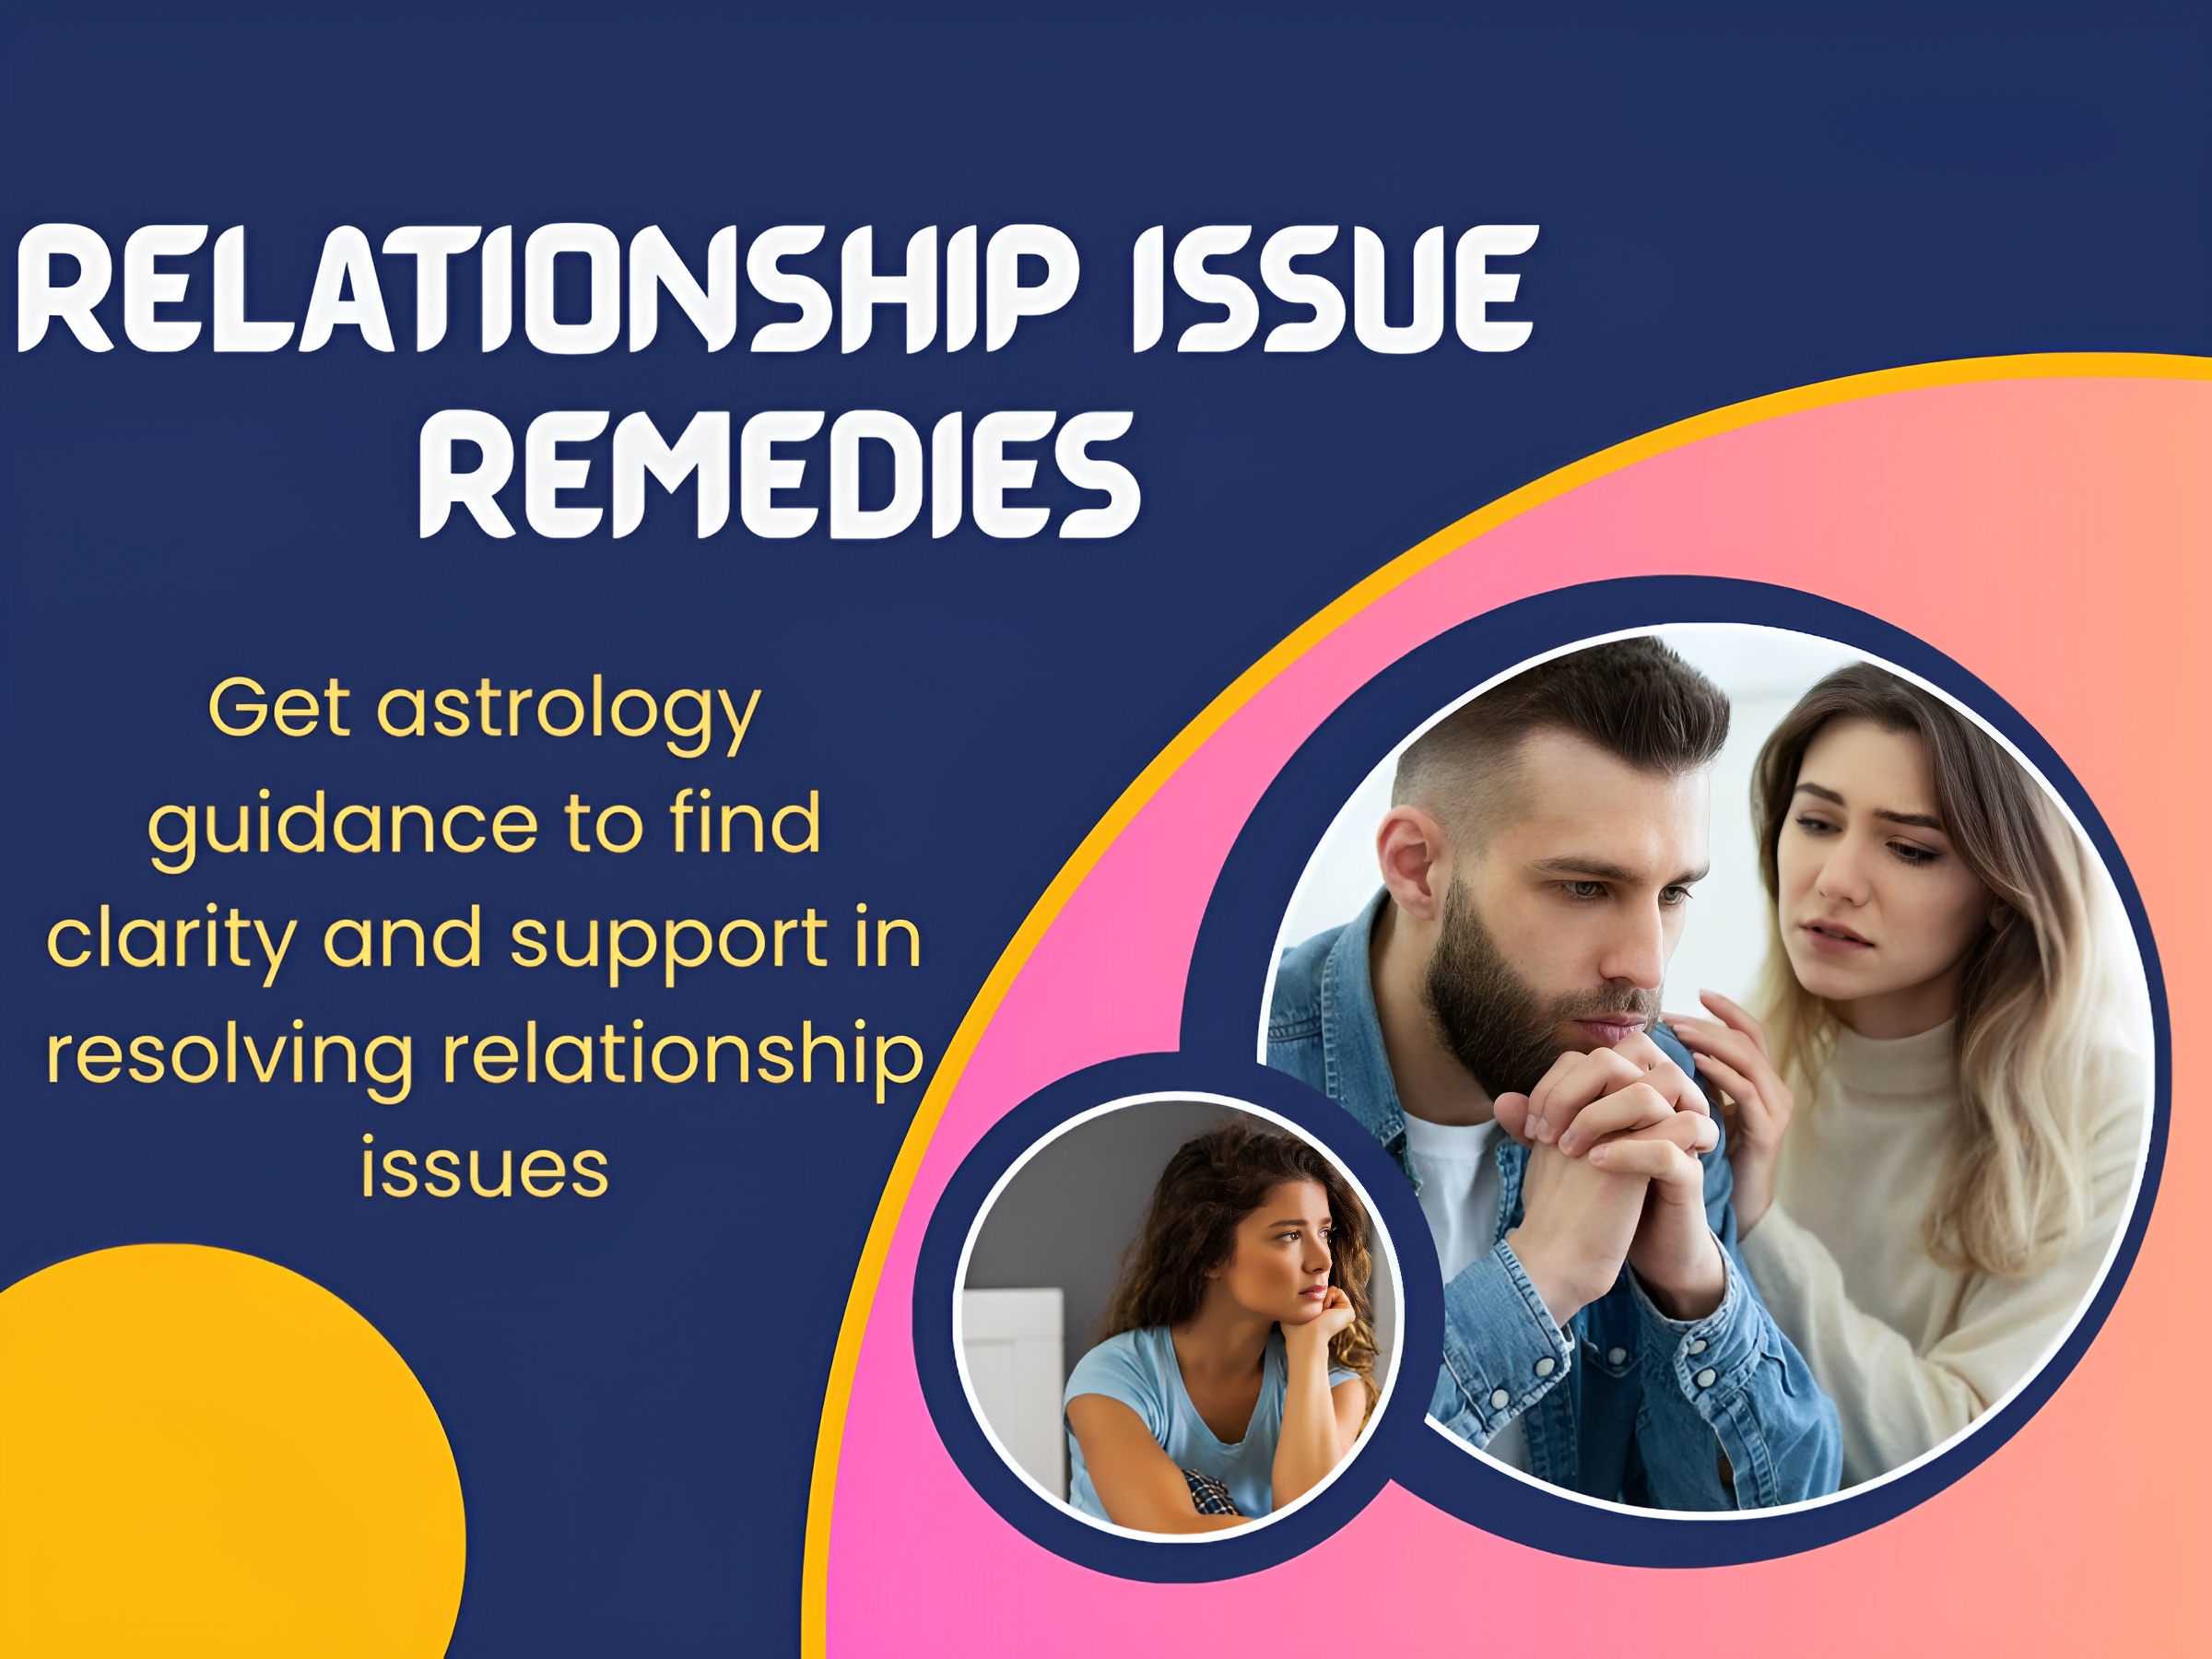 RELATIONSHIP ISSUE
REMEDIES
Get astrology
guidance to find
clarity and support in
resolving relationship
issues